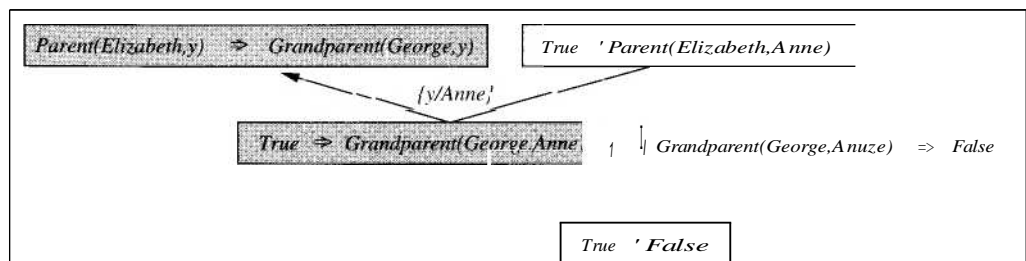 Parent(Elizabeth,y) ⇒ Grandparent(George,y)
True ' Parent(Elizabeth,Anne)
{y/Anne}'
True ⇒ Grandparent(George,Anne)
Grandparent(George,Anuze) => False
True ' False